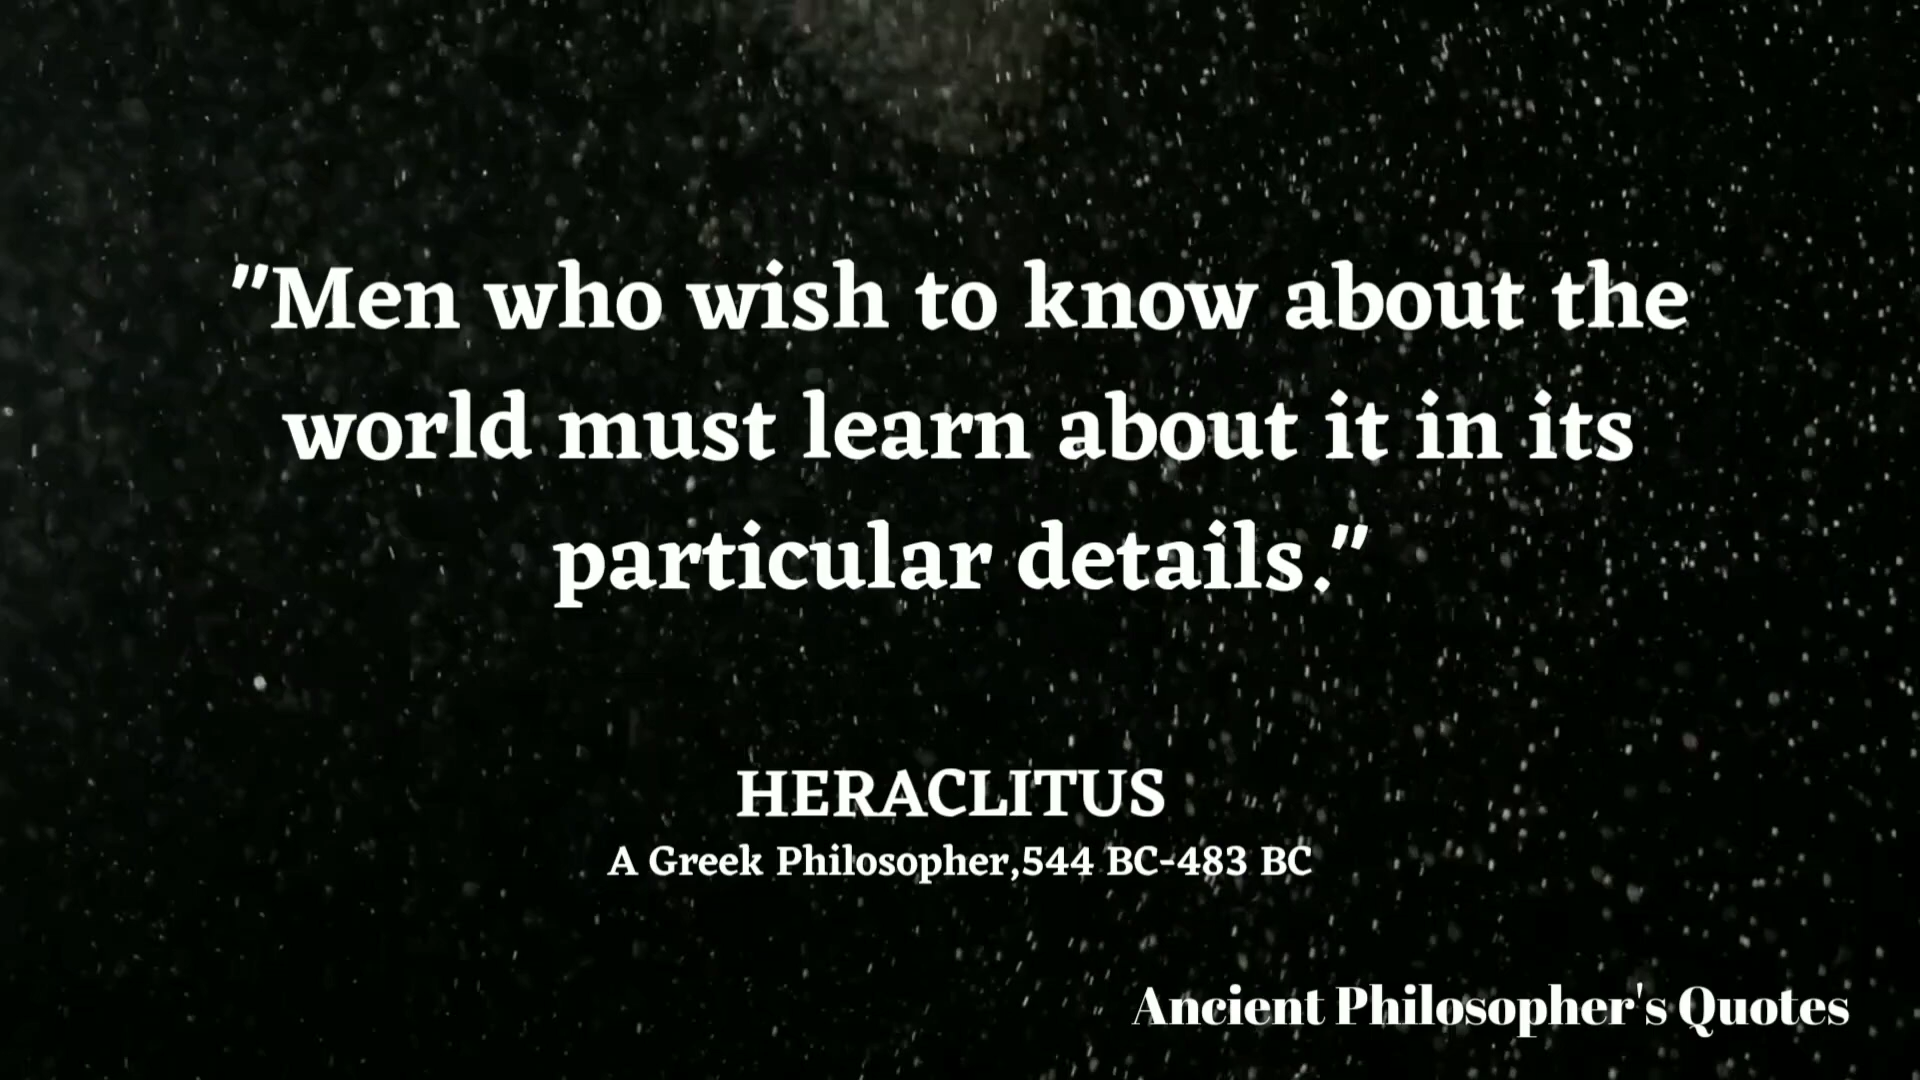 "Men who wish to know about the
world must learn about it in its
particular details."
HERACLITUS
A Greek Philosopher,544 BC-483 BC
Ancient Philosopher's Quotes